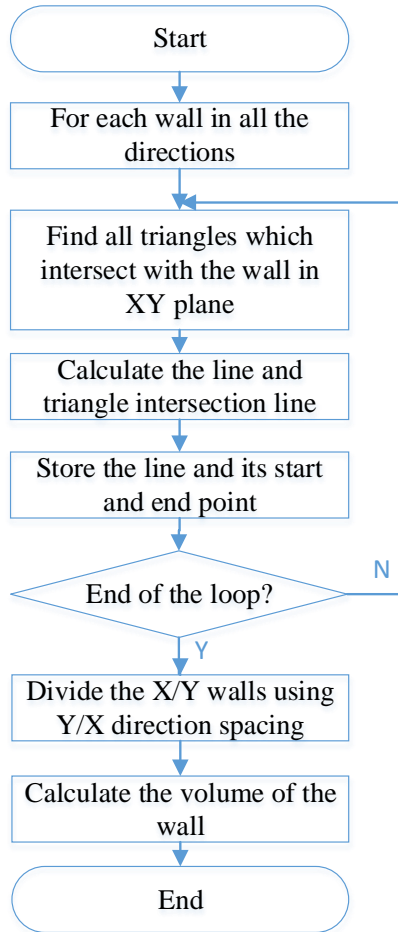 Start
For each wall in all the
directions
Find all triangles which
intersect with the wall in
XY plane
Calculate the line and
triangle intersection line
Store the line and its start
and end point
End of the loop?
N
Y
Divide the X/Y walls using
Y/X direction spacing
Calculate the volume of the
wall
End